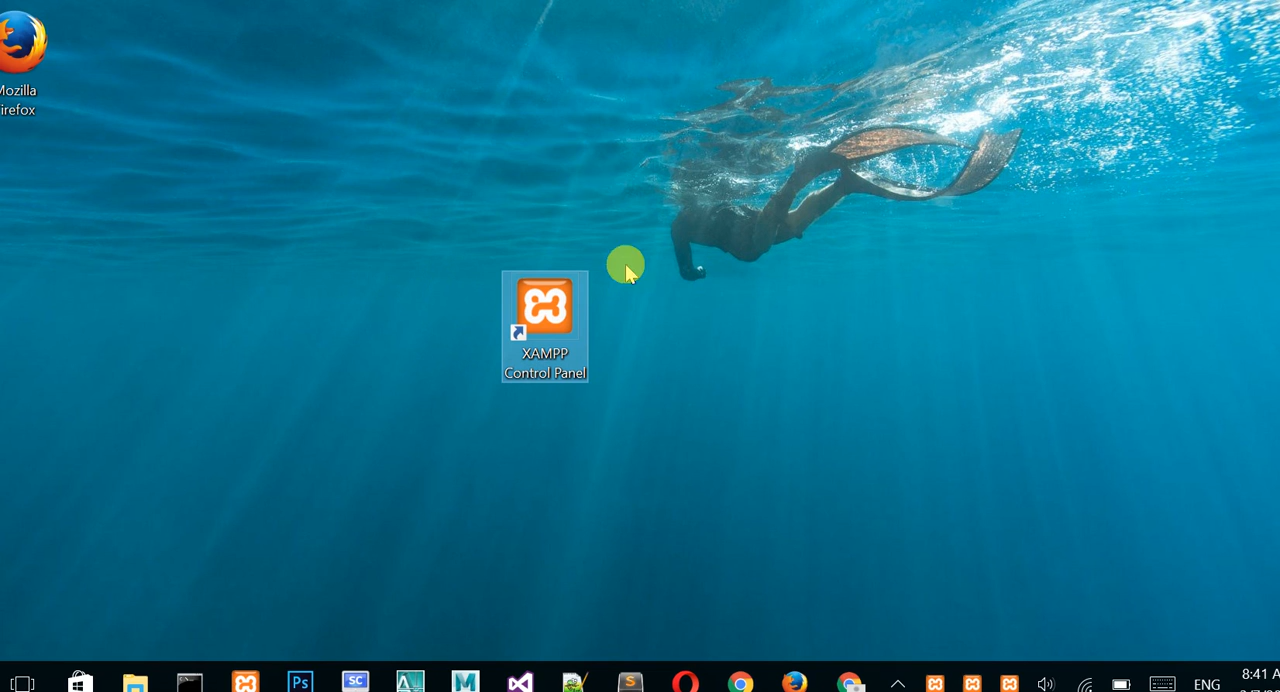 Mozilla
irefox
XAMPP
Control Panel
Ps
SC
M
S
ENG
8:41 A